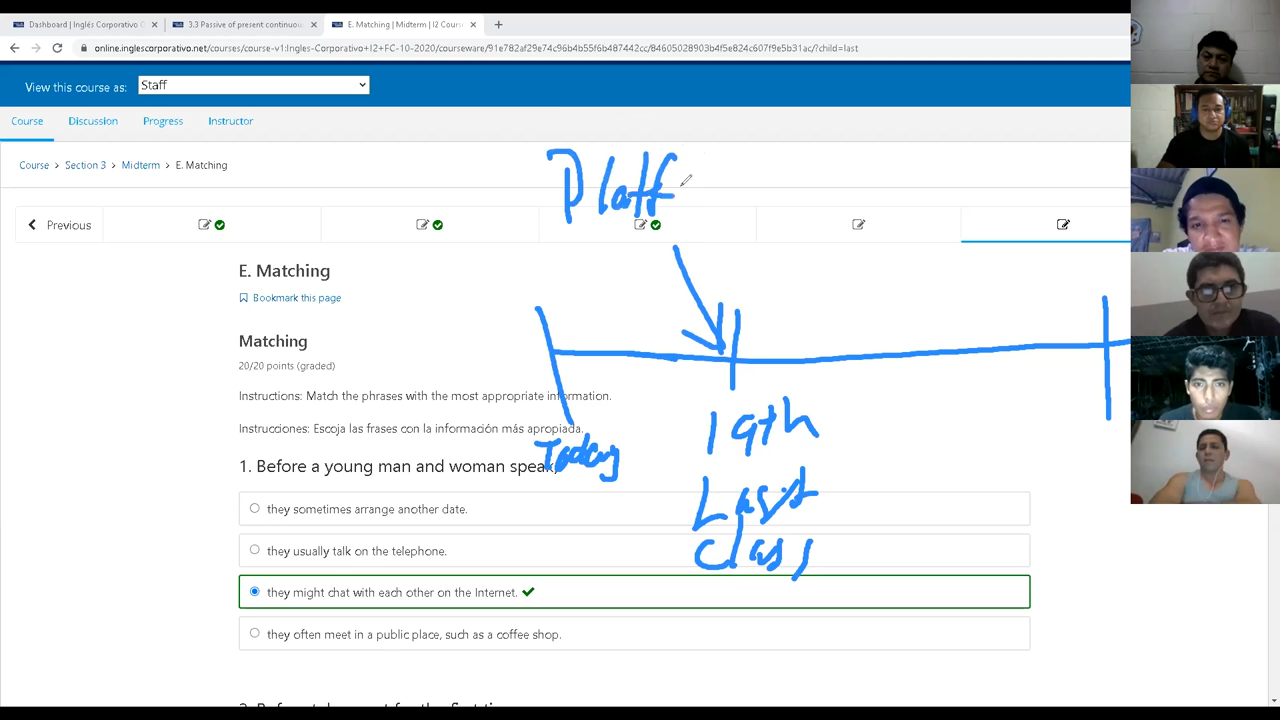 Dashboard | Inglés Corporativo C
3.3 Passive of present continuou
E. Matching | Midterm | I2 Cours
online.inglescorporativo.net/courses/course-v1:Ingles-Corporativo+I2+FC-10-2020/courseware/91e782af29e74c96b4b55f6b487442cc/84605028903b4f5e824c607f9e5b31ac/?child=last
View this course as:
Staff
Course
Discussion
Progress
Instructor
Course > Section 3 > Midterm > E. Matching
Platf
Previous
E. Matching
Bookmark this page
Matching
20/20 points (graded)
Instructions: Match the phrases with the most appropriate information.
Instrucciones: Escoja las frases con la información más apropiada.
Today
19th
Last
class
1. Before a young man and woman speak,
they sometimes arrange another date.
they usually talk on the telephone.
they might chat with each other on the Internet.
they often meet in a public place, such as a coffee shop.